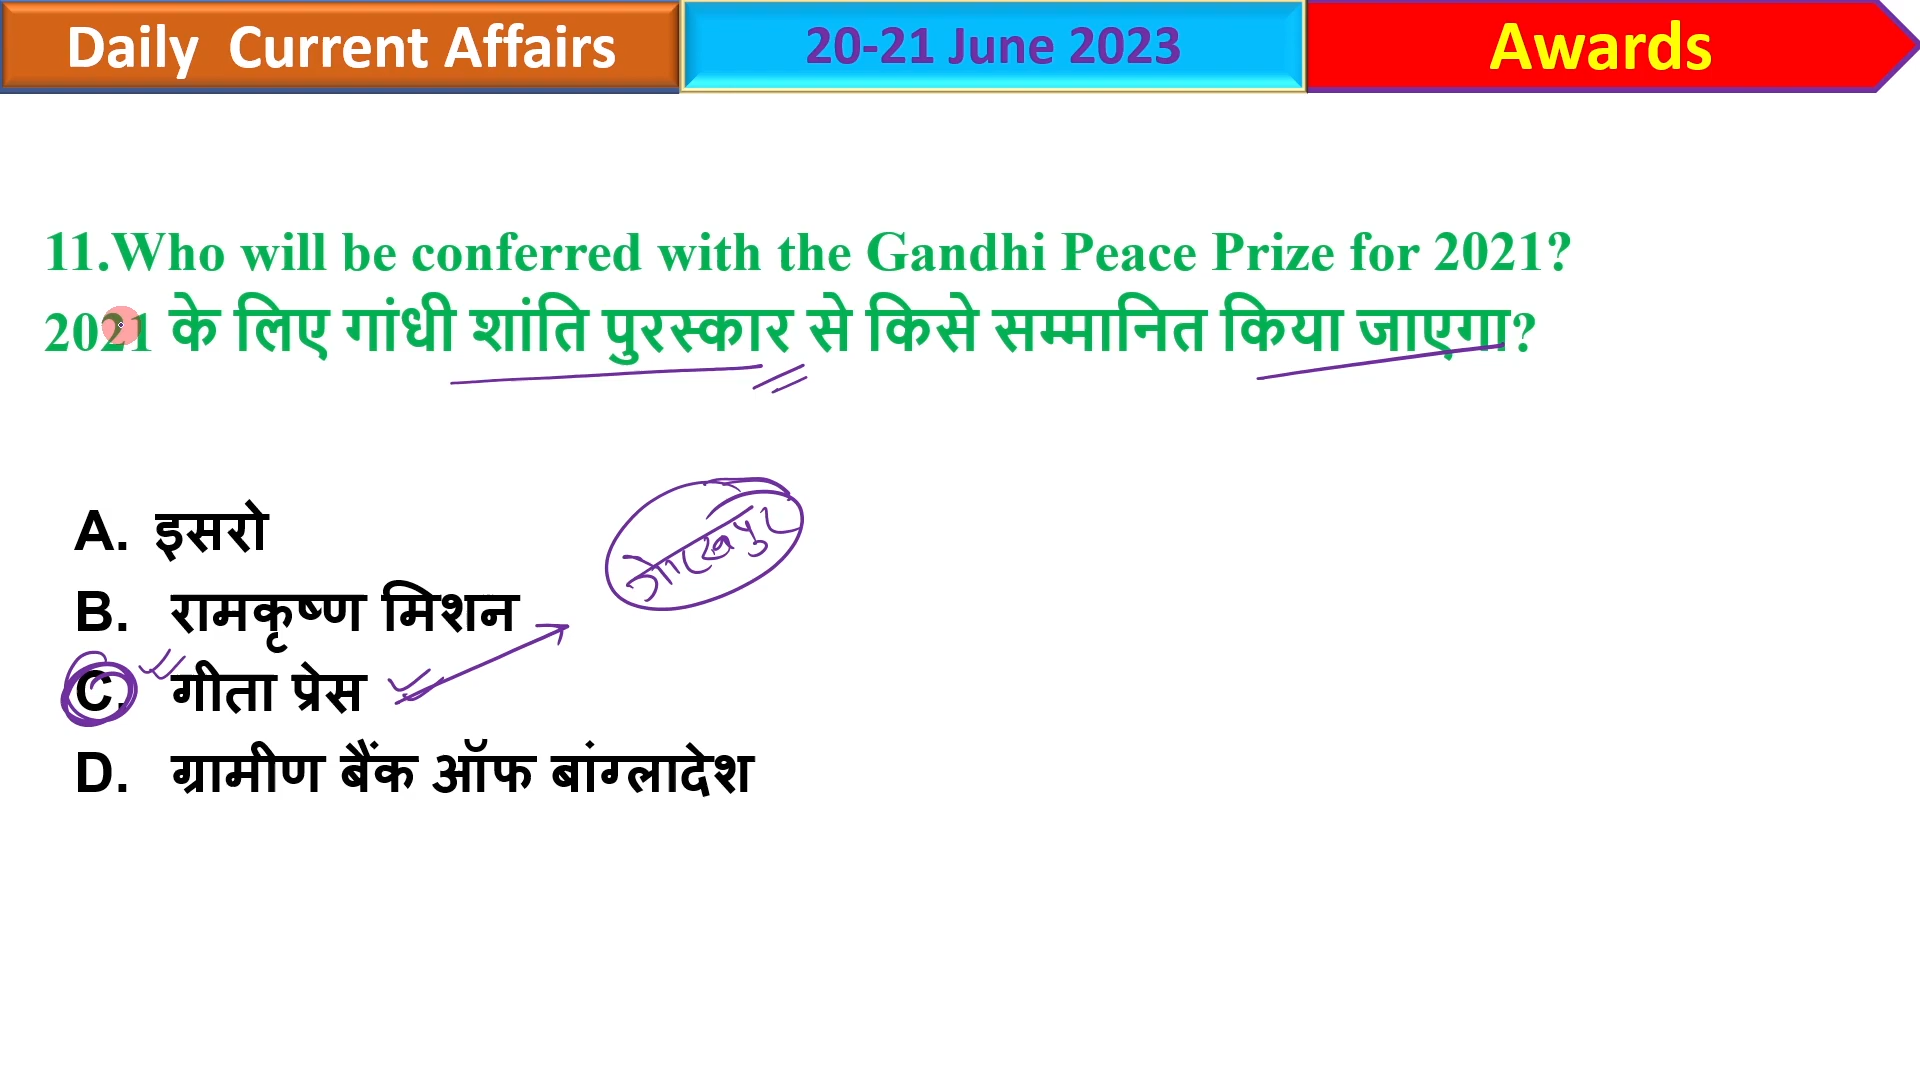 Daily Current Affairs
20-21 June 2023
Awards
11.Who will be conferred with the Gandhi Peace Prize for 2021?
2021 के लिए गांधी शांति पुरस्कार से किसे सम्मानित किया जाएगा?
A. इसरो
गोरखपुर
B. रामकृष्ण मिशन
C. गीता प्रेस
D. ग्रामीण बैंक ऑफ बांग्लादेश